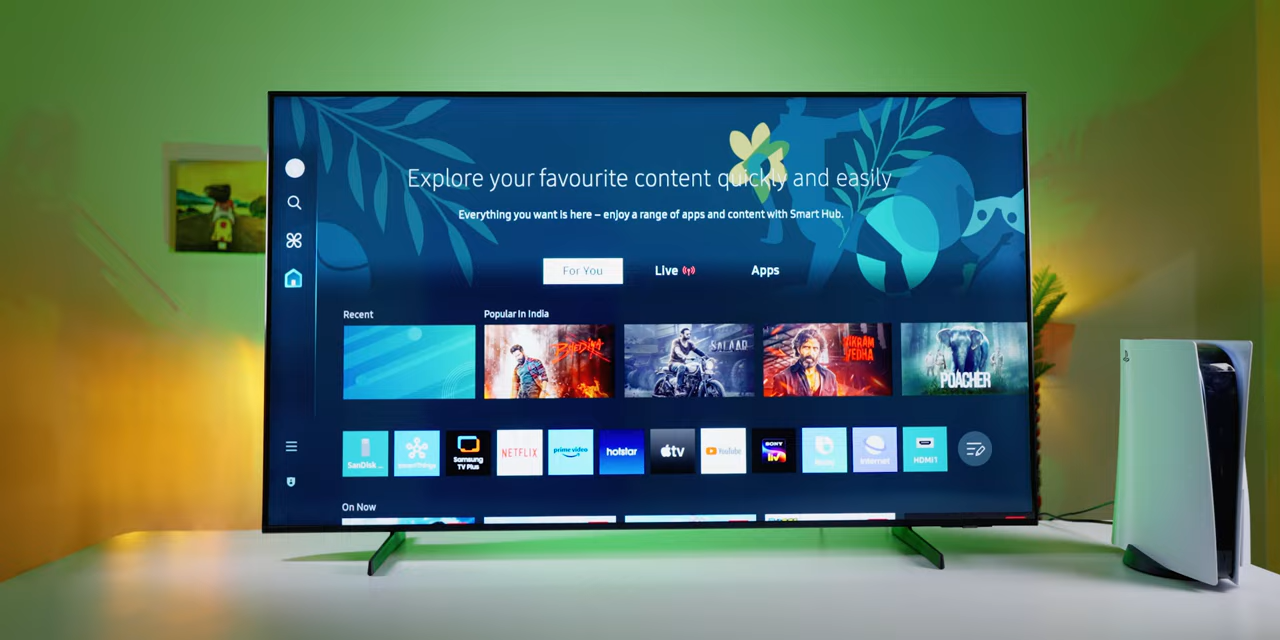 Explore your favourite content quickly and easily
Everything you want is here – enjoy a range of apps and content with Smart Hub.
For You
Live
Apps
Recent
Popular In India
BHEDIYA
SALAAR
VIKRAM VEDHA
POACHER
SanDisk ...
SmartThings
SAMSUNG TV Plus
NETFLIX
prime video
hotstar
tv
YouTube
SONY liv
Internet
HDMI1
On Now